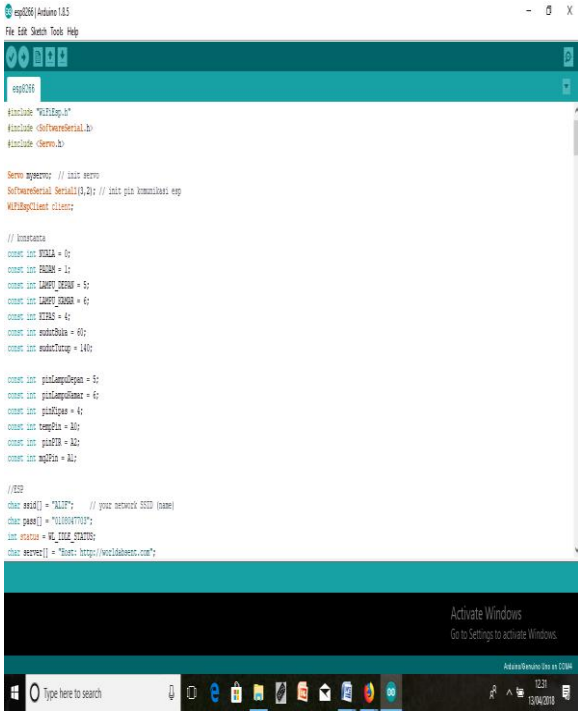 esp8266 | Arduino 1.8.5
File Edit Sketch Tools Help
esp8266
#include "WiFiEsp.h"
#include <SoftwareSerial.h>
#include <Servo.h>
Servo myservo; // init servo
SoftwareSerial Serial1(3,2); // init pin komunikasi esp
WiFiEspClient client;
// konstanta
const int NYALA = 0;
const int PADAM = 1;
const int LAMPU_DEPAN = 5;
const int LAMPU_KAMAR = 6;
const int KIPAS = 4;
const int sudutBuka = 60;
const int sudutTutup = 140;
const int pinLampuDepan = 5;
const int pinLampuKamar = 6;
const int pinKipas = 4;
const int tempPin = A0;
const int pinPIR = A2;
const int mq2Pin = A1;
//ESP
char ssid[] = "ALIF"; // your network SSID (name)
char pass[] = "0108047703";
int status = WL_IDLE_STATUS;
char server[] = "Host: http://worldabsent.com";
Activate Windows
Go to Settings to activate Windows.
Arduino/Genuino Uno on COM4
Type here to search
12:31
13/04/2018